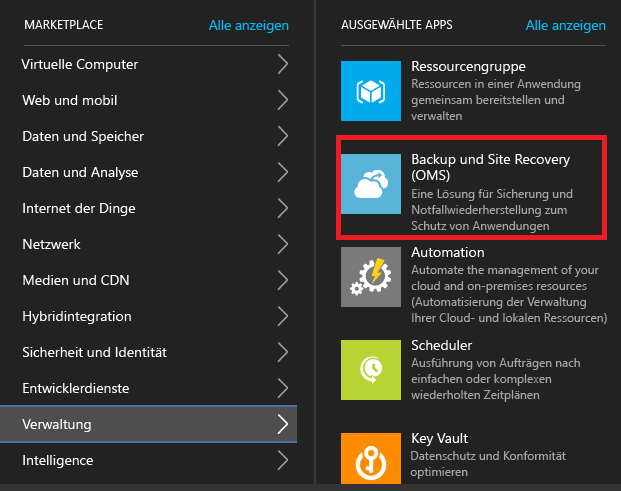 MARKETPLACE
Alle anzeigen
Virtuelle Computer
Web und mobil
Daten und Speicher
Daten und Analyse
Internet der Dinge
Netzwerk
Medien und CDN
Hybridintegration
Sicherheit und Identität
Entwicklerdienste
Verwaltung
Intelligence
AUSGEWÄHLTE APPS
Alle anzeigen
Ressourcengruppe
Ressourcen in einer Anwendung
gemeinsam bereitstellen und
verwalten
Backup und Site Recovery
(OMS)
Eine Lösung für Sicherung und
Notfallwiederherstellung zum
Schutz von Anwendungen
Automation
Automate the management of your
cloud and on-premises resources
(Automatisierung der Verwaltung
Ihrer Cloud- und lokalen Ressourcen)
Scheduler
Ausführung von Aufträgen nach
einfachen oder komplexen
wiederholten Zeitplänen
Key Vault
Datenschutz und Konformität
optimieren